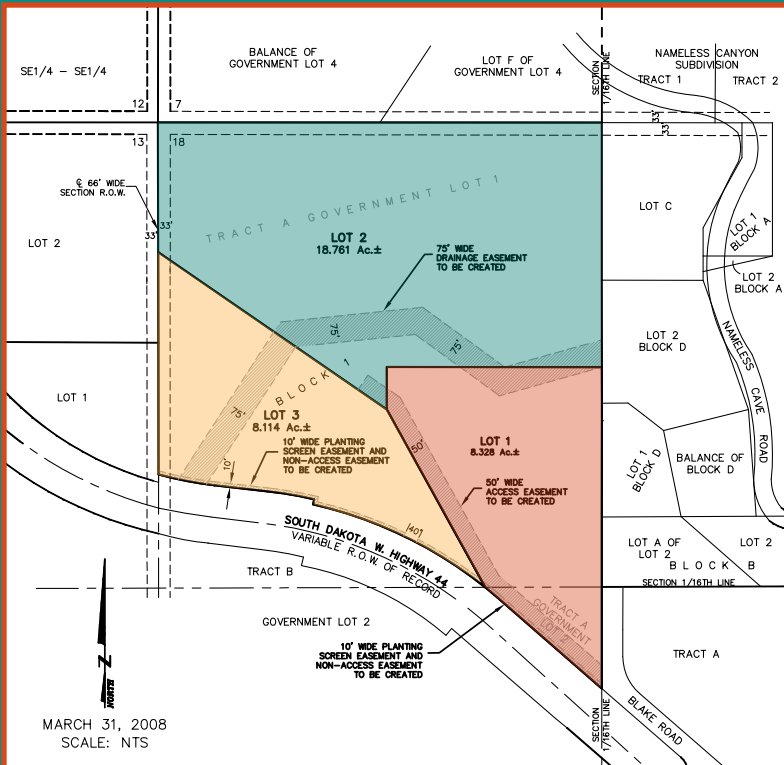 SE1/4 - SE1/4
BALANCE OF
GOVERNMENT LOT 4
LOT F OF
GOVERNMENT LOT 4
SECTION
1/16TH LINE
NAMELESS CANYON
SUBDIVISION
TRACT 1
TRACT 2
12
7
13
18
33'
33'
℄ 66' WIDE
SECTION R.O.W.
33'
33'
TRACT A GOVERNMENT LOT 1
LOT 2
18.761 Ac.±
75' WIDE
DRAINAGE EASEMENT
TO BE CREATED
LOT C
LOT 1
BLOCK A
LOT 2
BLOCK A
LOT 2
75'
75'
75'
BLOCK 1
LOT 2
BLOCK D
NAMELESS CAVE ROAD
LOT 1
LOT 3
8.114 Ac.±
10' WIDE PLANTING
SCREEN EASEMENT AND
NON-ACCESS EASEMENT
TO BE CREATED
10'
50'
LOT 1
8.328 Ac.±
50' WIDE
ACCESS EASEMENT
TO BE CREATED
LOT 1
BLOCK D
BALANCE OF
BLOCK D
40'
SOUTH DAKOTA W. HIGHWAY 44
VARIABLE R.O.W. OF RECORD
TRACT B
LOT A OF
LOT 2
LOT 2
BLOCK B
SECTION 1/16TH LINE
TRACT A
GOVERNMENT
LOT 2
GOVERNMENT LOT 2
10' WIDE PLANTING
SCREEN EASEMENT AND
NON-ACCESS EASEMENT
TO BE CREATED
TRACT A
N
NORTH
SECTION
1/16TH LINE
BLAKE ROAD
MARCH 31, 2008
SCALE: NTS